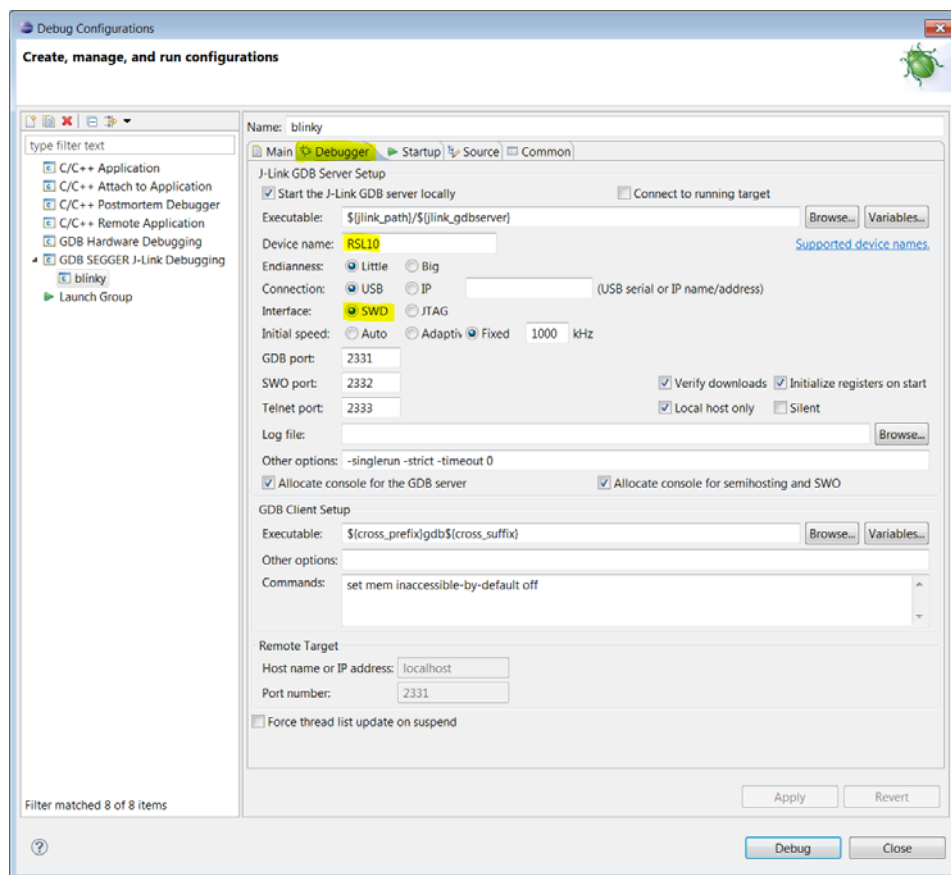 Debug Configurations
Create, manage, and run configurations
type filter text
C/C++ Application
C/C++ Attach to Application
C/C++ Postmortem Debugger
C/C++ Remote Application
GDB Hardware Debugging
GDB SEGGER J-Link Debugging
blinky
Launch Group
Filter matched 8 of 8 items
Name: blinky
Main Debugger Startup Source Common
J-Link GDB Server Setup
Start the J-Link GDB server locally Connect to running target
Executable: ${jlink_path}/${jlink_gdbserver} Browse... Variables...
Device name: RSL10 Supported device names.
Endianness: Little Big
Connection: USB IP (USB serial or IP name/address)
Interface: SWD JTAG
Initial speed: Auto Adaptiv Fixed 1000 kHz
GDB port: 2331
SWO port: 2332 Verify downloads Initialize registers on start
Telnet port: 2333 Local host only Silent
Log file: Browse...
Other options: -singlerun -strict -timeout 0
Allocate console for the GDB server Allocate console for semihosting and SWO
GDB Client Setup
Executable: ${cross_prefix}gdb${cross_suffix} Browse... Variables...
Other options:
Commands: set mem inaccessible-by-default off
Remote Target
Host name or IP address: localhost
Port number: 2331
Force thread list update on suspend
Apply Revert
Debug Close